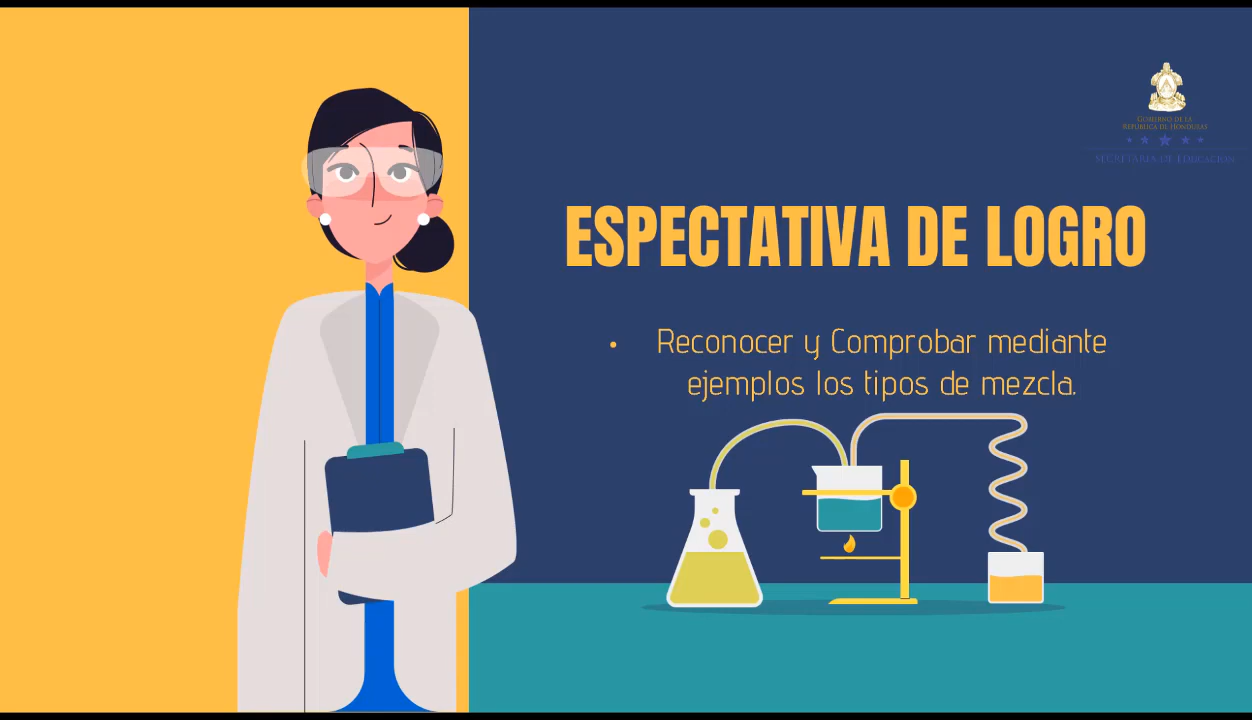 GOBIERNO DE LA
REPÚBLICA DE HONDURAS
SECRETARÍA DE EDUCACIÓN
ESPECTATIVA DE LOGRO
• Reconocer y Comprobar mediante
ejemplos los tipos de mezcla.